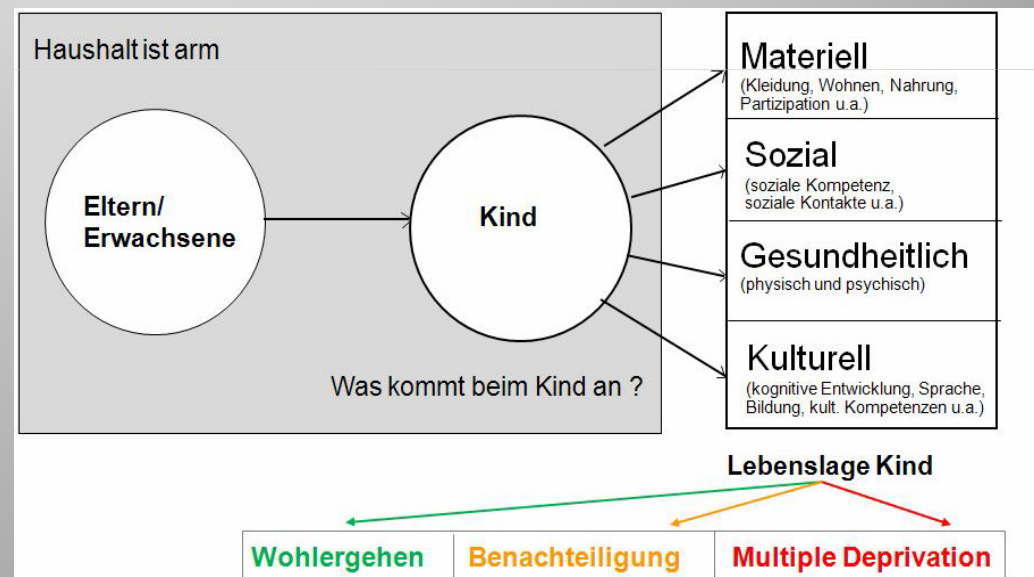 Haushalt ist arm
Eltern/
Erwachsene
Kind
Was kommt beim Kind an ?
Materiell
(Kleidung, Wohnen, Nahrung,
Partizipation u.a.)
Sozial
(soziale Kompetenz,
soziale Kontakte u.a.)
Gesundheitlich
(physisch und psychisch)
Kulturell
(kognitive Entwicklung, Sprache,
Bildung, kult. Kompetenzen u.a.)
Lebenslage Kind
Wohlergehen
Benachteiligung
Multiple Deprivation